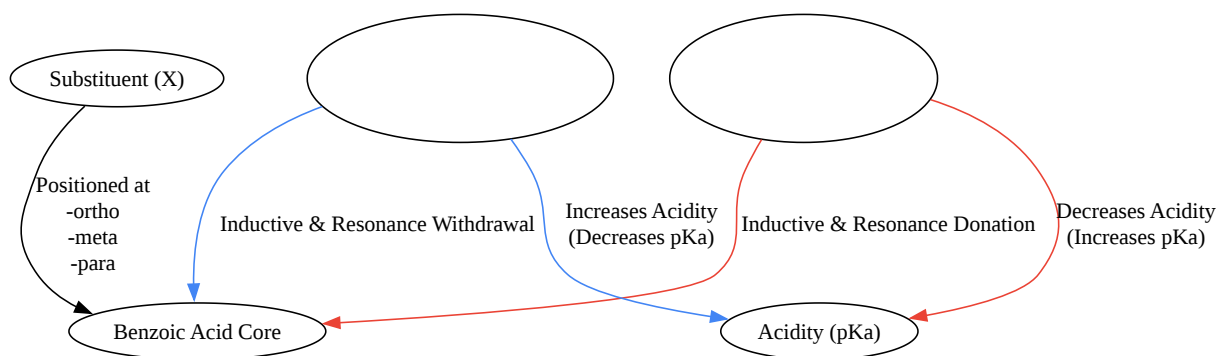 Substituent (X)
Positioned at
-ortho
-meta
-para
Inductive & Resonance Withdrawal
Increases Acidity
(Decreases pKa)
Inductive & Resonance Donation
Decreases Acidity
(Increases pKa)
Benzoic Acid Core
Acidity (pKa)